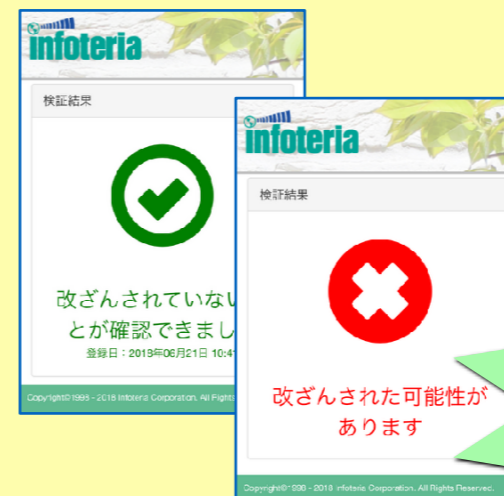 infoteria
検証結果
改ざんされていない
とが確認できまし
登録日：2018年06月21日 10:41
Copyright©1998 - 2018 Infoteria Corporation. All Rights
infoteria
検証結果
改ざんされた可能性が
あります
Copyright©1998 - 2018 Infoteria Corporation. All Rights Reserved.